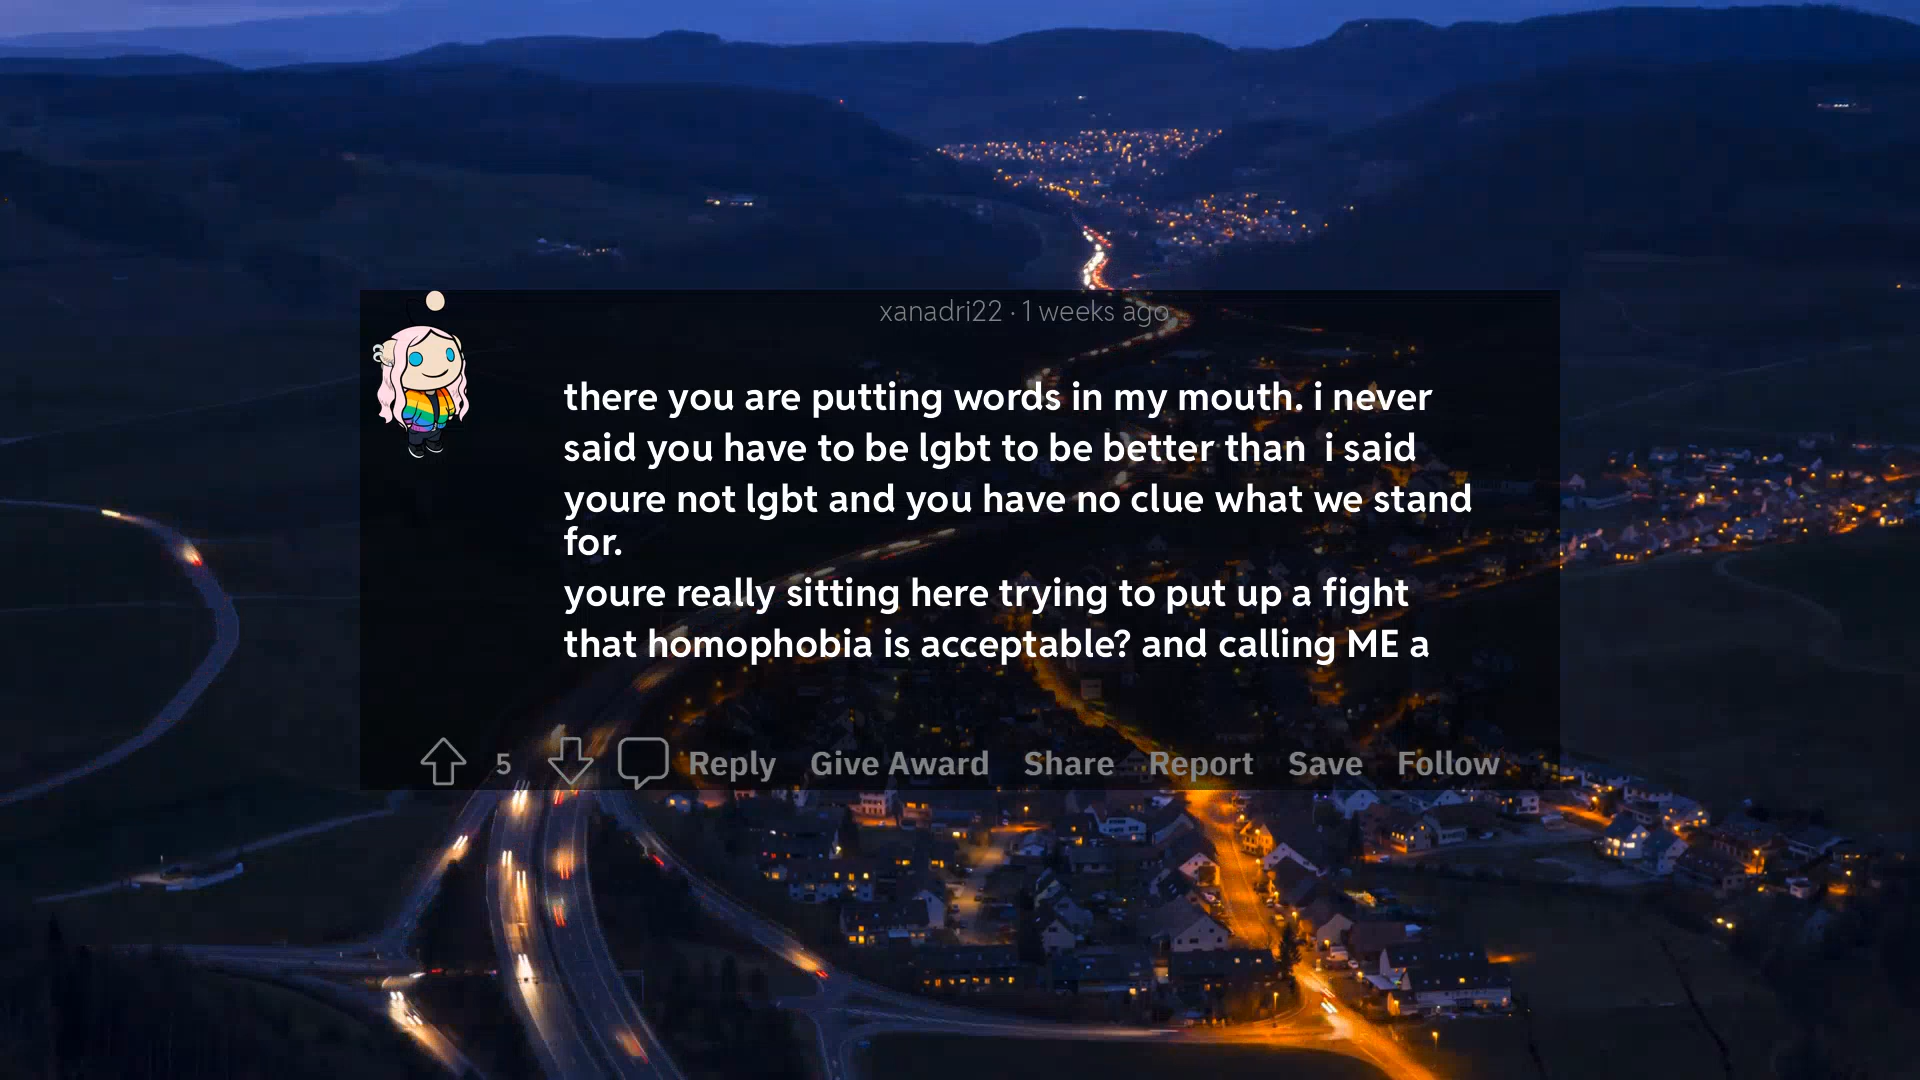 xanadri22 · 1 weeks ago
there you are putting words in my mouth. i never
said you have to be lgbt to be better than  i said
youre not lgbt and you have no clue what we stand
for.
youre really sitting here trying to put up a fight
that homophobia is acceptable? and calling ME a
5 Reply Give Award Share Report Save Follow